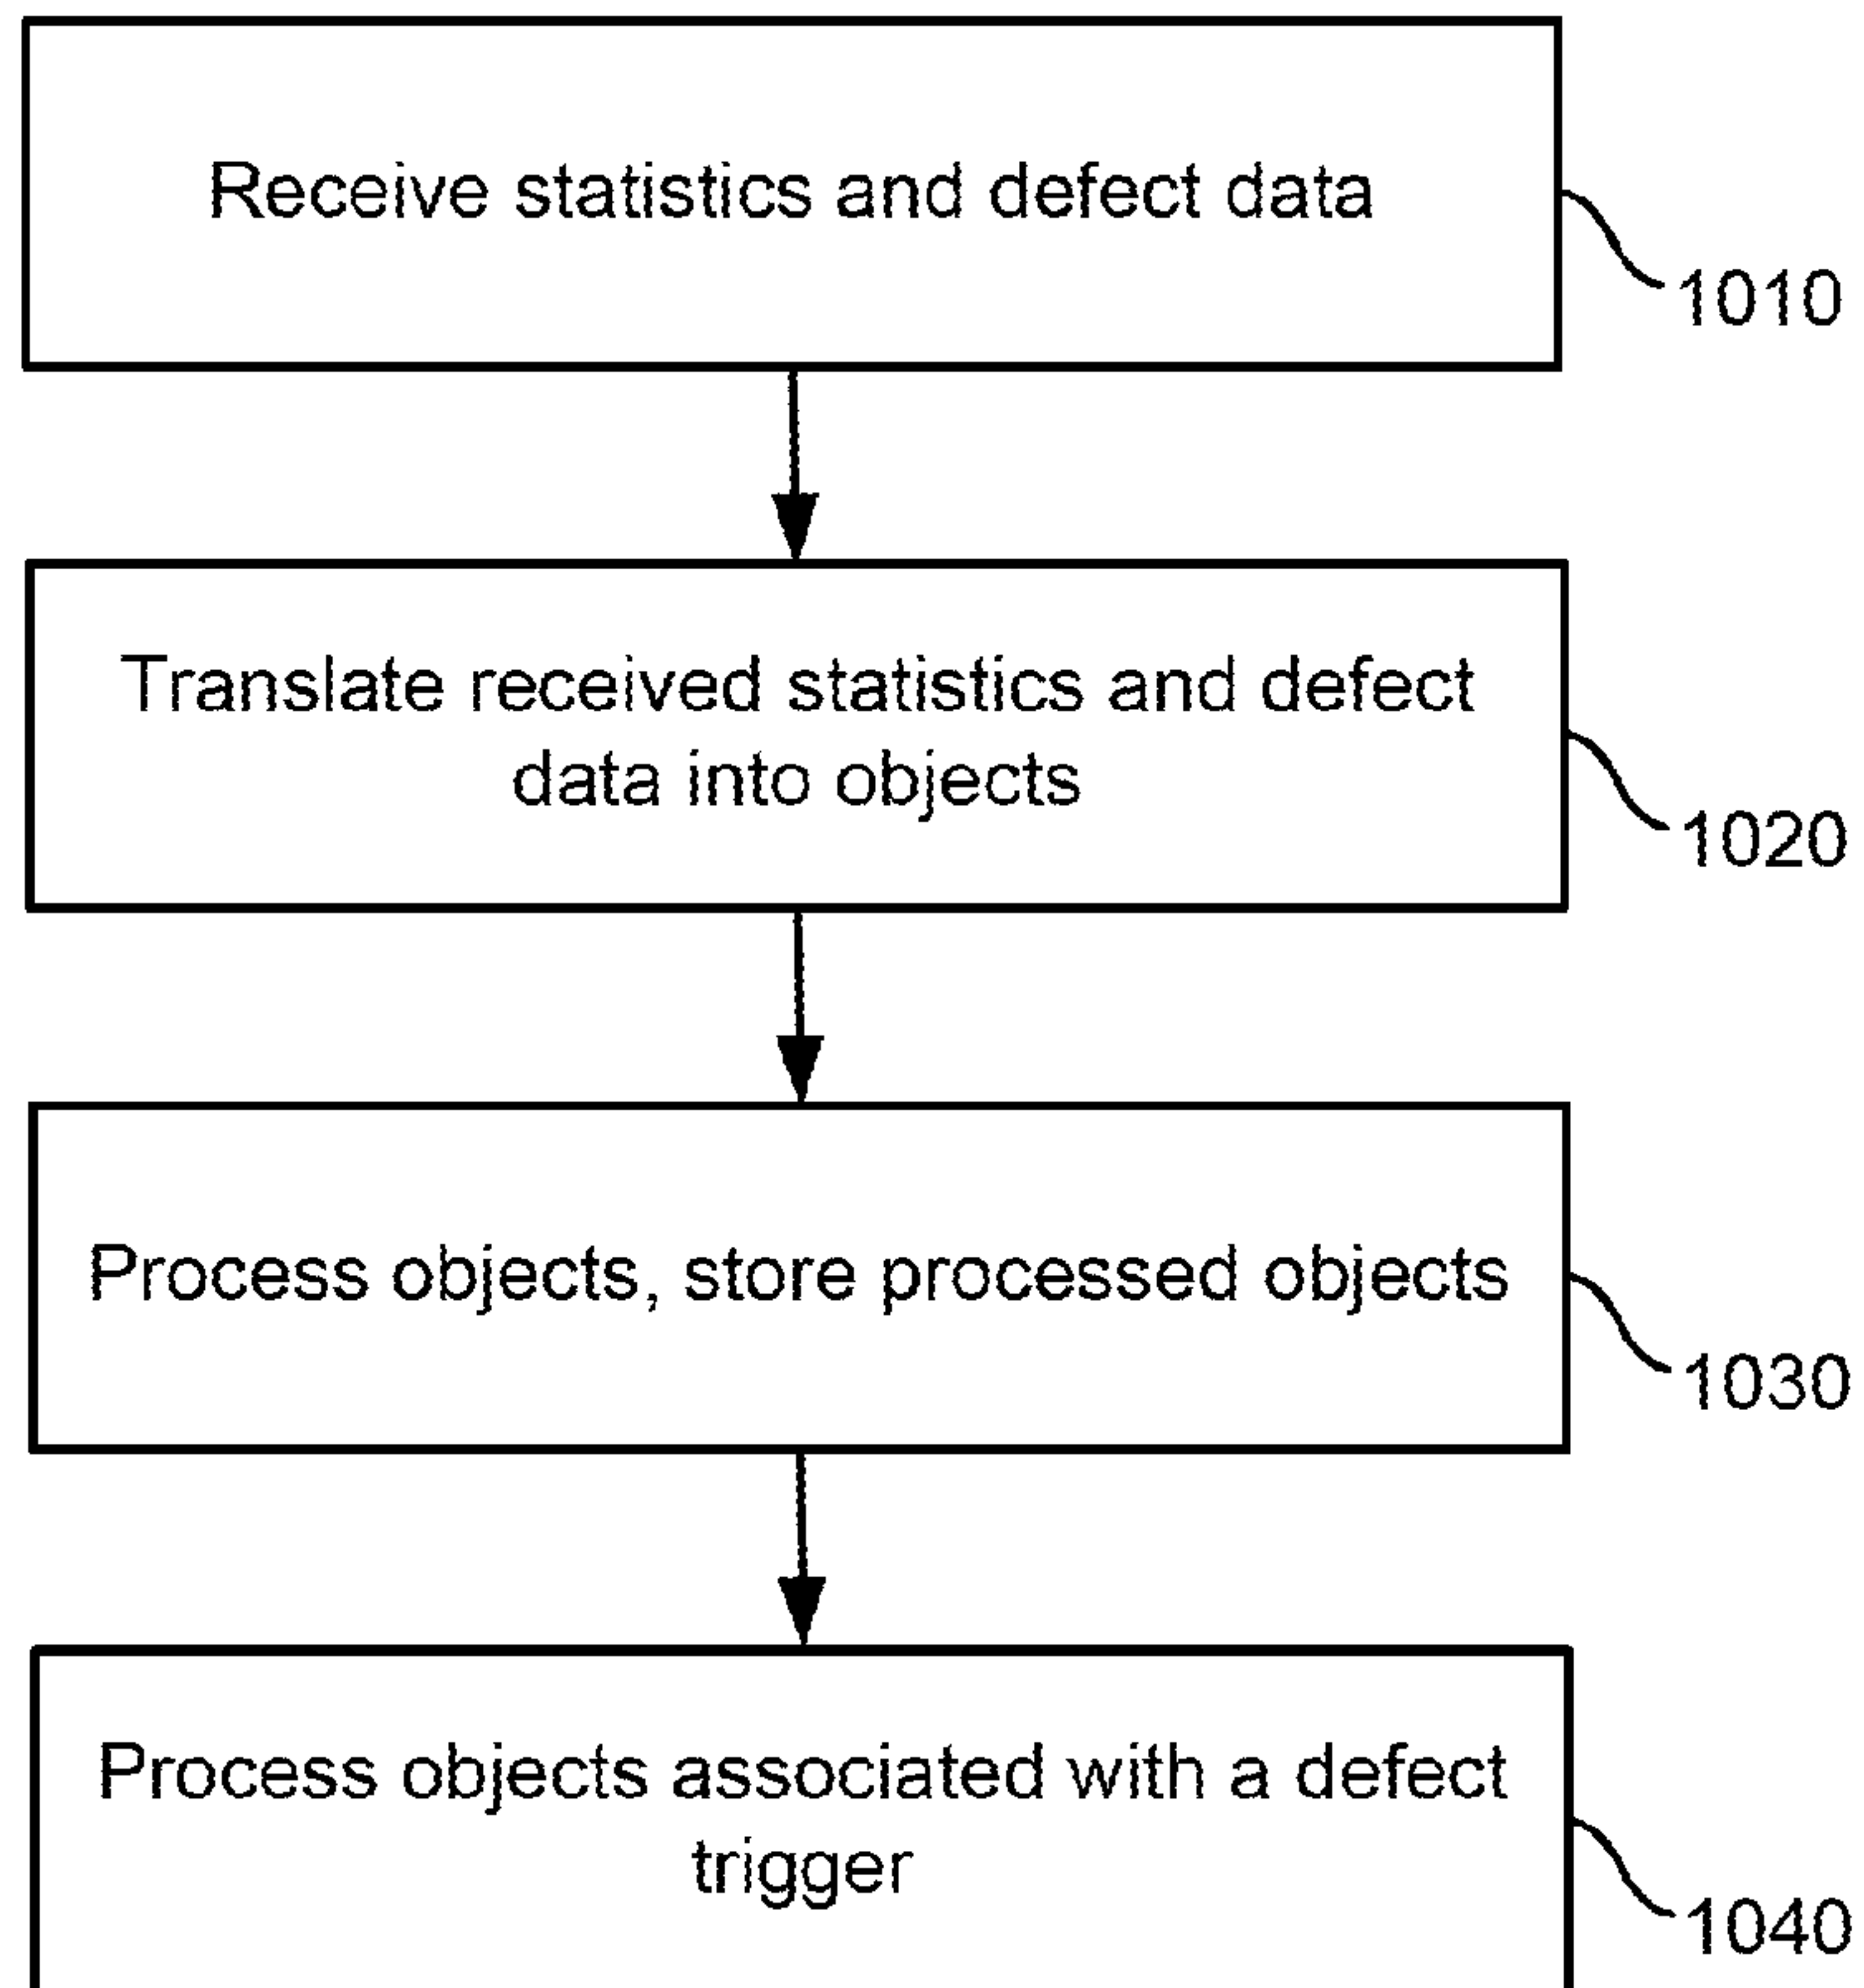 Receive statistics and defect data
1010
Translate received statistics and defect
data into objects
1020
Process objects, store processed objects
1030
Process objects associated with a defect
trigger
1040